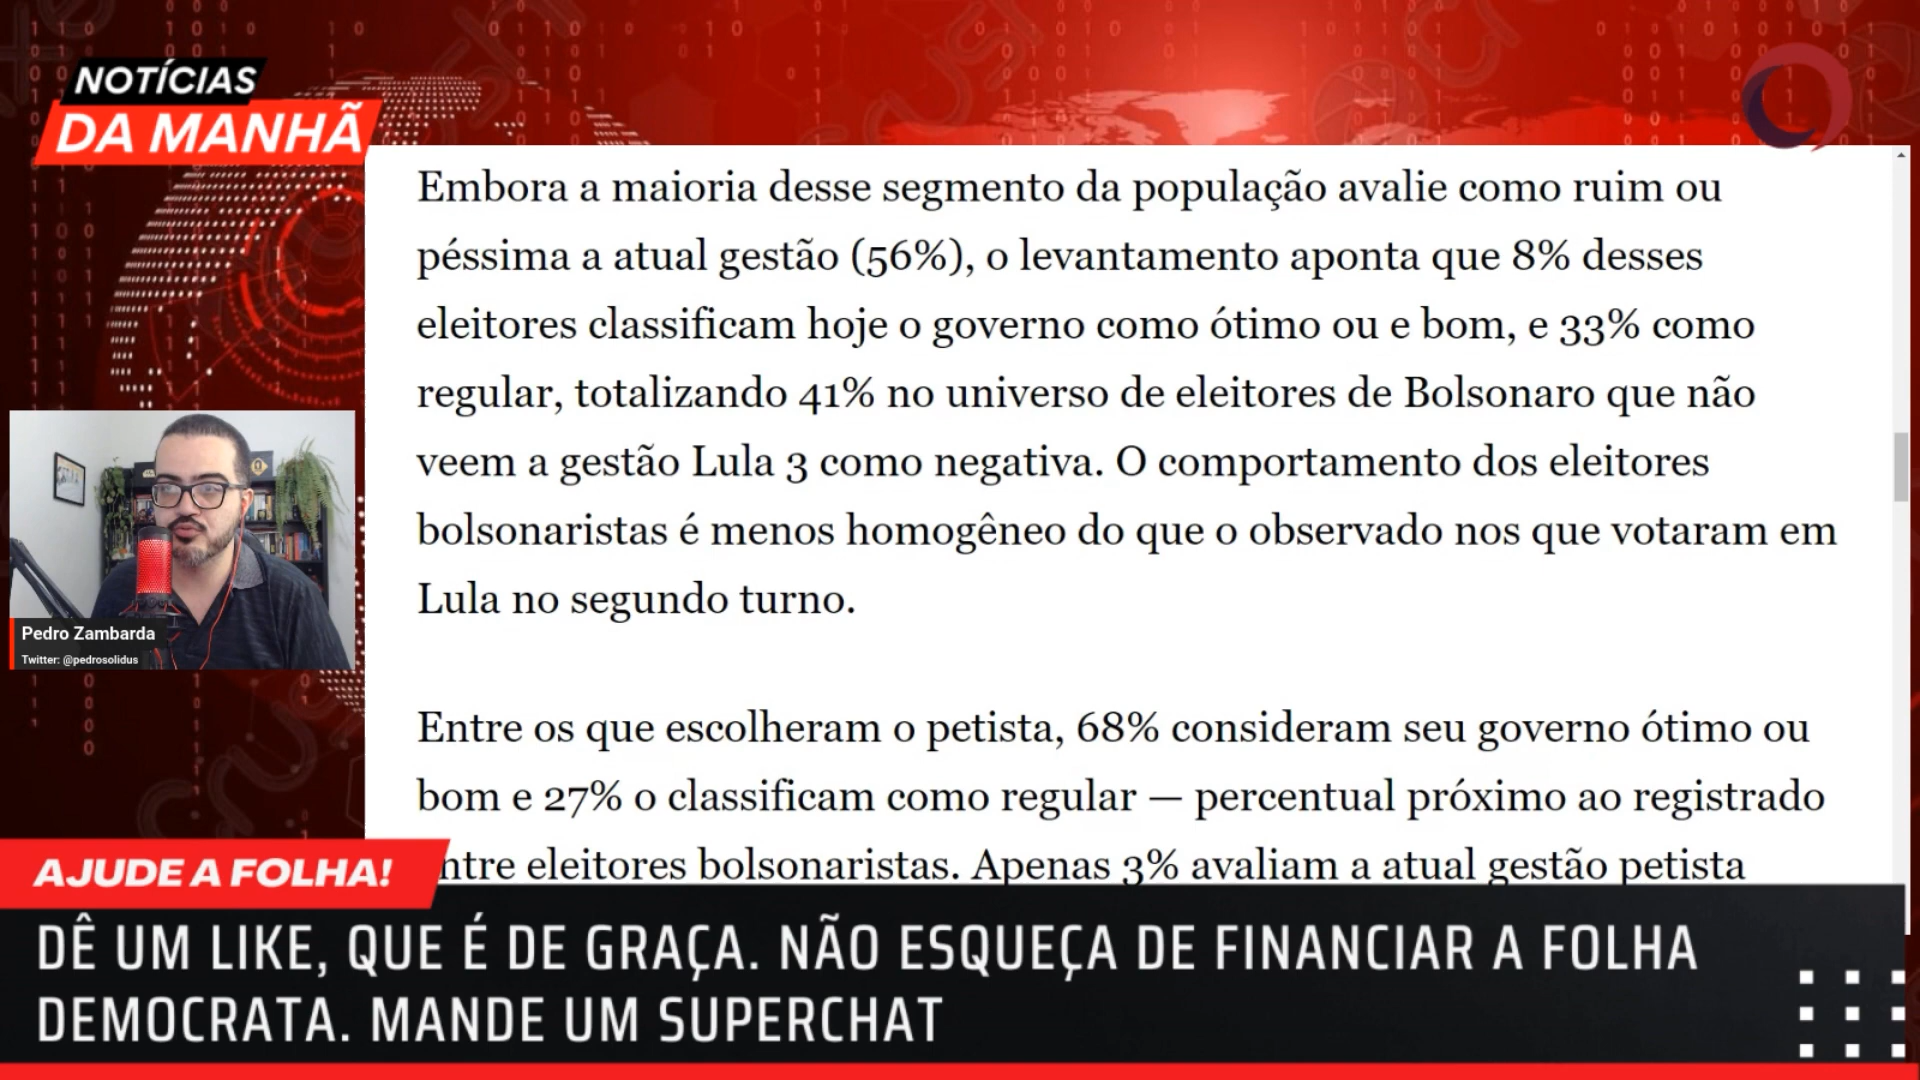 NOTÍCIAS
DA MANHÃ
Embora a maioria desse segmento da população avalie como ruim ou
péssima a atual gestão (56%), o levantamento aponta que 8% desses
eleitores classificam hoje o governo como ótimo ou e bom, e 33% como
regular, totalizando 41% no universo de eleitores de Bolsonaro que não
veem a gestão Lula 3 como negativa. O comportamento dos eleitores
bolsonaristas é menos homogêneo do que o observado nos que votaram em
Lula no segundo turno.
Entre os que escolheram o petista, 68% consideram seu governo ótimo ou
bom e 27% o classificam como regular — percentual próximo ao registrado
ntre eleitores bolsonaristas. Apenas 3% avaliam a atual gestão petista
Pedro Zambarda
Twitter: @pedrosolidus
AJUDE A FOLHA!
DÊ UM LIKE, QUE É DE GRAÇA. NÃO ESQUEÇA DE FINANCIAR A FOLHA
DEMOCRATA. MANDE UM SUPERCHAT